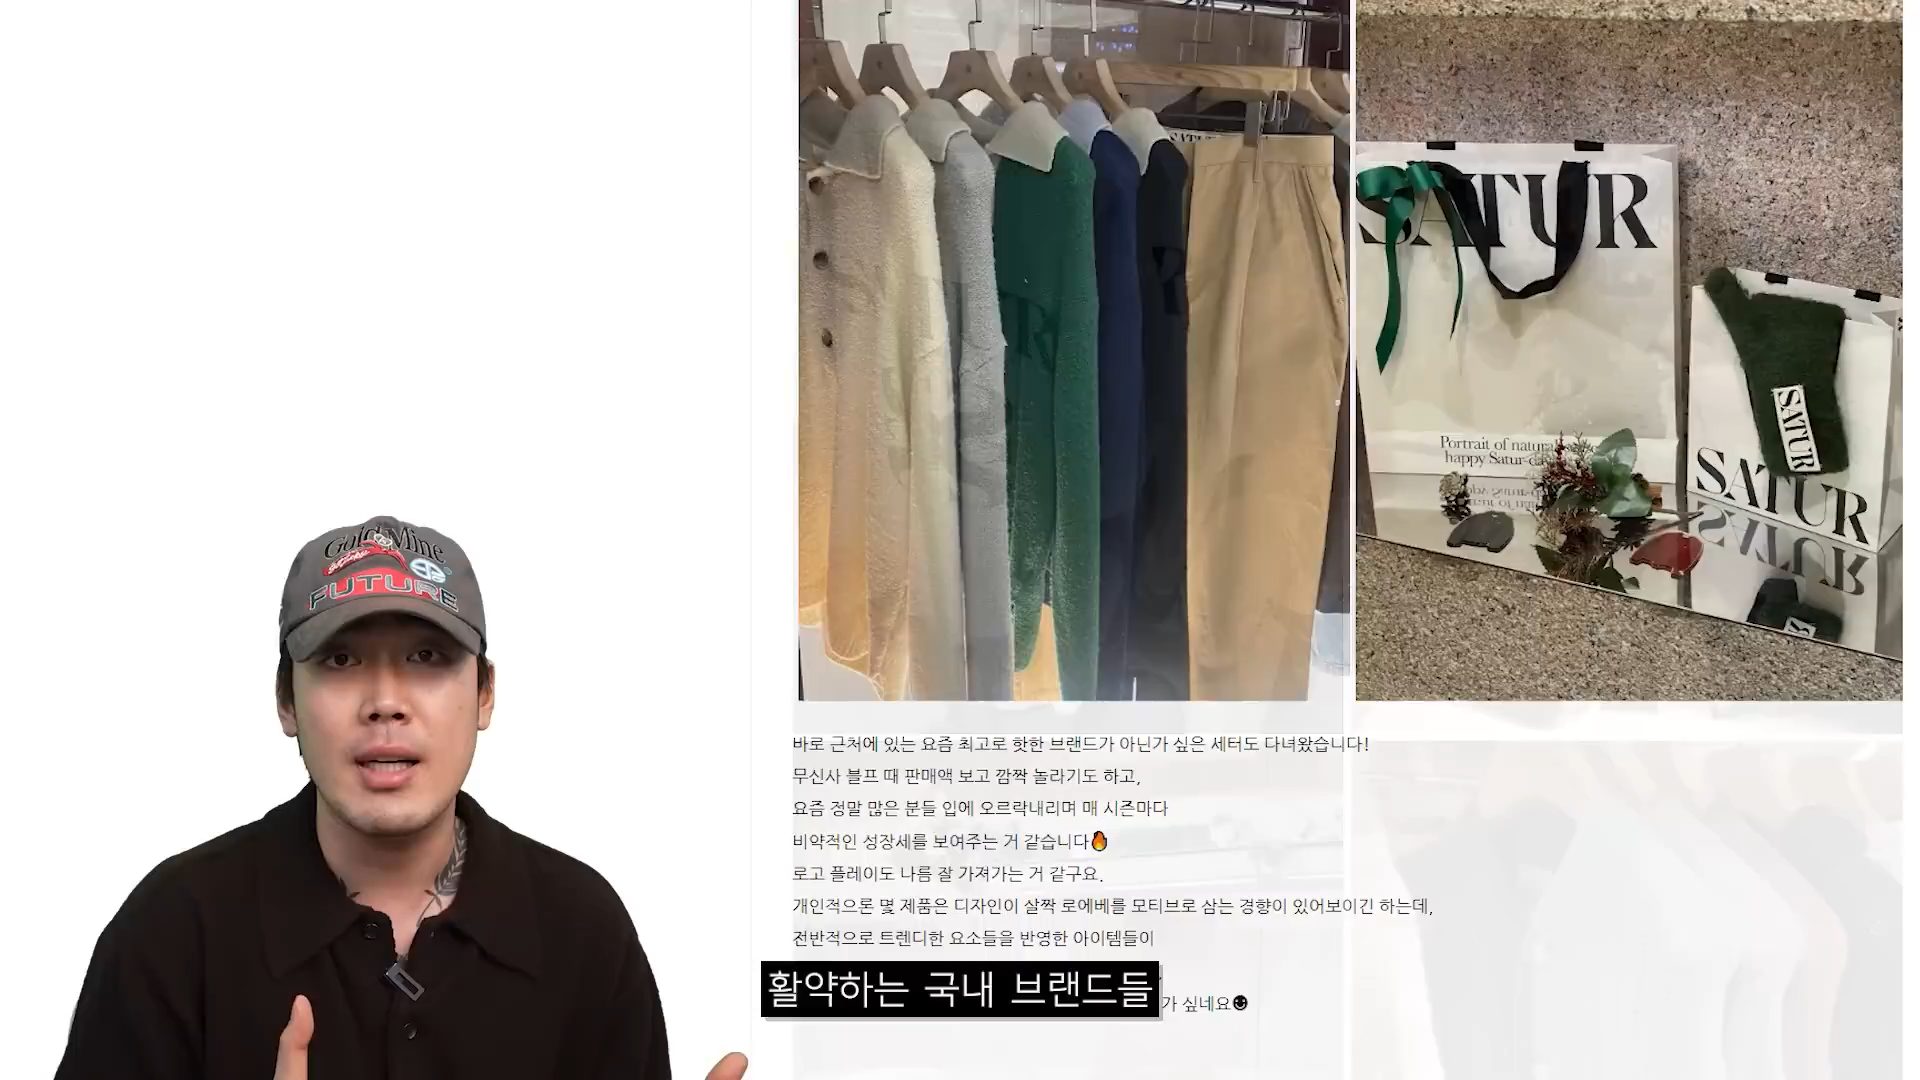 SATUR
Portrait of natural
happy Satur-da
SATUR
SATUR
Gold Mine
FUTURE
바로 근처에 있는 요즘 최고로 핫한 브랜드가 아닌가 싶은 세터도 다녀왔습니다!
무신사 블프 때 판매액 보고 깜짝 놀라기도 하고,
요즘 정말 많은 분들 입에 오르락내리며 매 시즌마다
비약적인 성장세를 보여주는 거 같습니다🔥
로고 플레이도 나름 잘 가져가는 거 같구요.
개인적으론 몇 제품은 디자인이 살짝 로에베를 모티브로 삼는 경향이 있어보이긴 하는데,
전반적으로 트렌디한 요소들을 반영한 아이템들이
활약하는 국내 브랜드들
가 싶네요☻